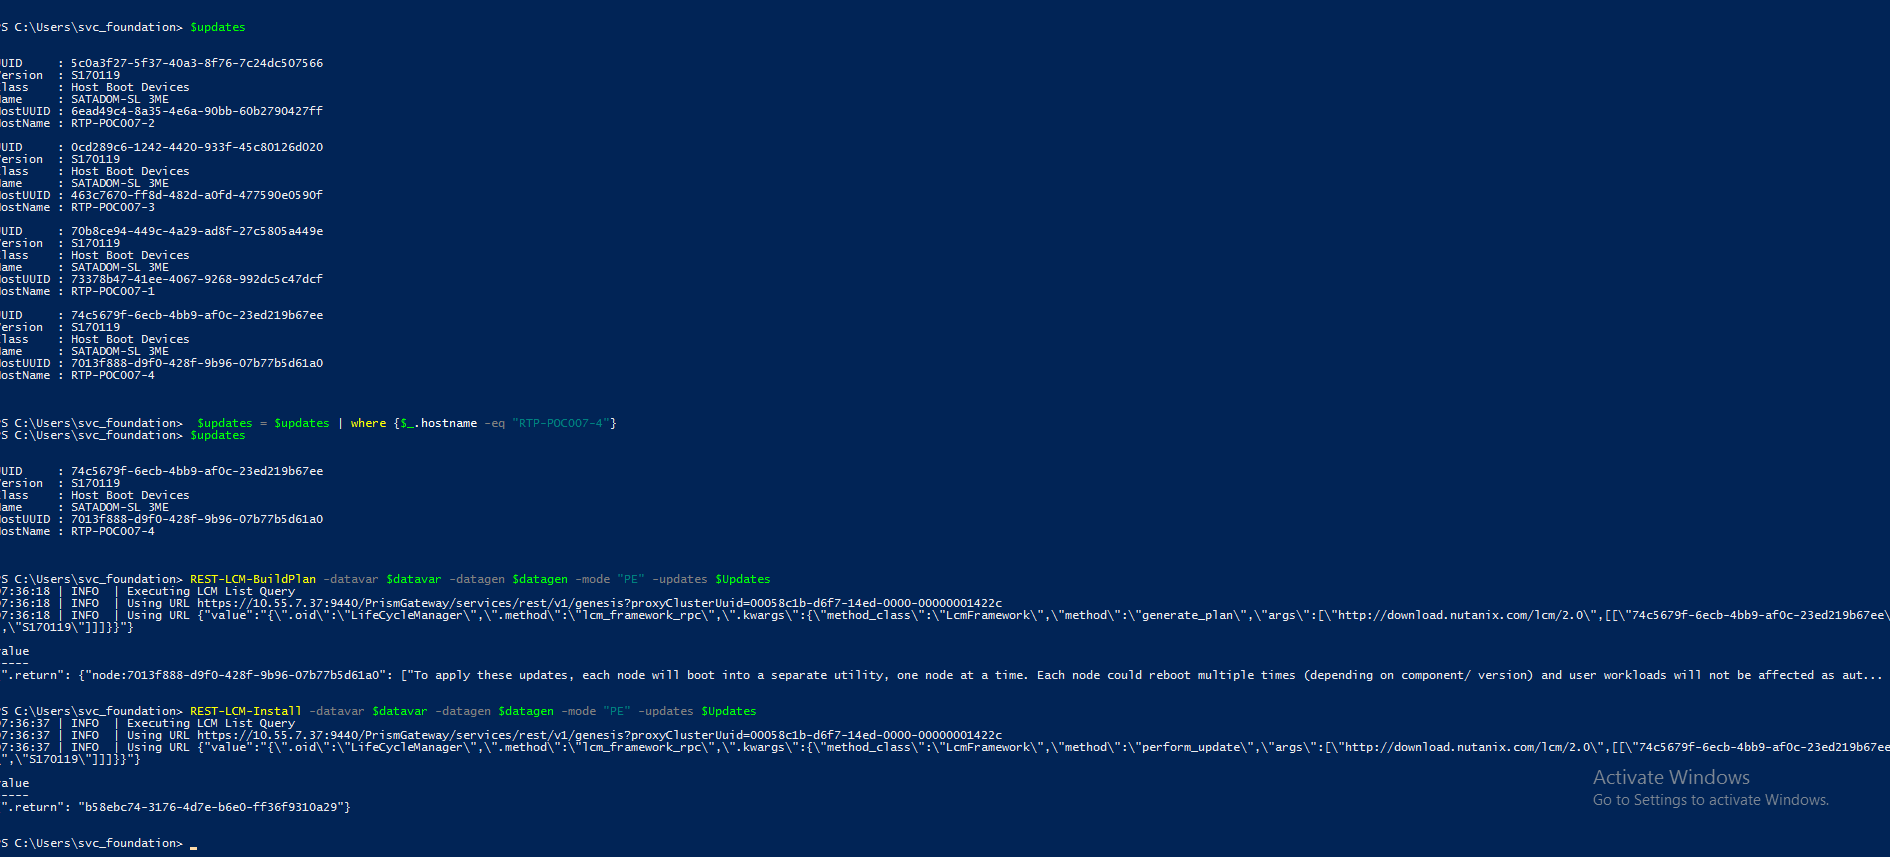 S C:\Users\svc_foundation> $updates
UID     : 5c0a3f27-5f37-40a3-8f76-7c24dc507566
ersion  : S170119
lass    : Host Boot Devices
ame    : SATADOM-SL 3ME
ostUUID : 6ead49c4-8a35-4e6a-90bb-60b2790427ff
ostName : RTP-POC007-2
UID     : 0cd289c6-1242-4420-933f-45c80126d020
ersion  : S170119
lass    : Host Boot Devices
ame    : SATADOM-SL 3ME
ostUUID : 463c7670-ff8d-482d-a0fd-477590e0590f
ostName : RTP-POC007-3
UID     : 70b8ce94-449c-4a29-ad8f-27c5805a449e
ersion  : S170119
lass    : Host Boot Devices
ame    : SATADOM-SL 3ME
ostUUID : 73378b47-41ee-4067-9268-992dc5c47dcf
ostName : RTP-POC007-1
UID     : 74c5679f-6ecb-4bb9-af0c-23ed219b67ee
ersion  : S170119
lass    : Host Boot Devices
ame    : SATADOM-SL 3ME
ostUUID : 7013f888-d9f0-428f-9b96-07b77b5d61a0
ostName : RTP-POC007-4
S C:\Users\svc_foundation>  $updates = $updates | where {$_.hostname -eq "RTP-POC007-4"}
S C:\Users\svc_foundation> $updates
UID     : 74c5679f-6ecb-4bb9-af0c-23ed219b67ee
ersion  : S170119
lass    : Host Boot Devices
ame    : SATADOM-SL 3ME
ostUUID : 7013f888-d9f0-428f-9b96-07b77b5d61a0
ostName : RTP-POC007-4
S C:\Users\svc_foundation> REST-LCM-BuildPlan -datavar $datavar -datagen $datagen -mode "PE" -updates $Updates
7:36:18 | INFO  | Executing LCM List Query
7:36:18 | INFO  | Using URL https://10.55.7.37:9440/PrismGateway/services/rest/v1/genesis?proxyClusterUuid=00058c1b-d6f7-14ed-0000-00000001422c
7:36:18 | INFO  | Using URL {"value":"{\".oid\":\"LifeCycleManager\",\".method\":\"lcm_framework_rpc\",\".kwargs\":{\"method_class\":\"LcmFramework\",\"method\":\"generate_plan\",\"args\":[\"http://download.nutanix.com/lcm/2.0\",[[\"74c5679f-6ecb-4bb9-af0c-23ed219b67ee\
,\"S170119\"]]]}}"}
alue
----
".return": {"node:7013f888-d9f0-428f-9b96-07b77b5d61a0": ["To apply these updates, each node will boot into a separate utility, one node at a time. Each node could reboot multiple times (depending on component/ version) and user workloads will not be affected as aut...
S C:\Users\svc_foundation> REST-LCM-Install -datavar $datavar -datagen $datagen -mode "PE" -updates $Updates
7:36:37 | INFO  | Executing LCM List Query
7:36:37 | INFO  | Using URL https://10.55.7.37:9440/PrismGateway/services/rest/v1/genesis?proxyClusterUuid=00058c1b-d6f7-14ed-0000-00000001422c
7:36:37 | INFO  | Using URL {"value":"{\".oid\":\"LifeCycleManager\",\".method\":\"lcm_framework_rpc\",\".kwargs\":{\"method_class\":\"LcmFramework\",\"method\":\"perform_update\",\"args\":[\"http://download.nutanix.com/lcm/2.0\",[[\"74c5679f-6ecb-4bb9-af0c-23ed219b67ee
\",\"S170119\"]]]}}"}
alue
----
".return": "b58ebc74-3176-4d7e-b6e0-ff36f9310a29"}
S C:\Users\svc_foundation>
Activate Windows
Go to Settings to activate Windows.